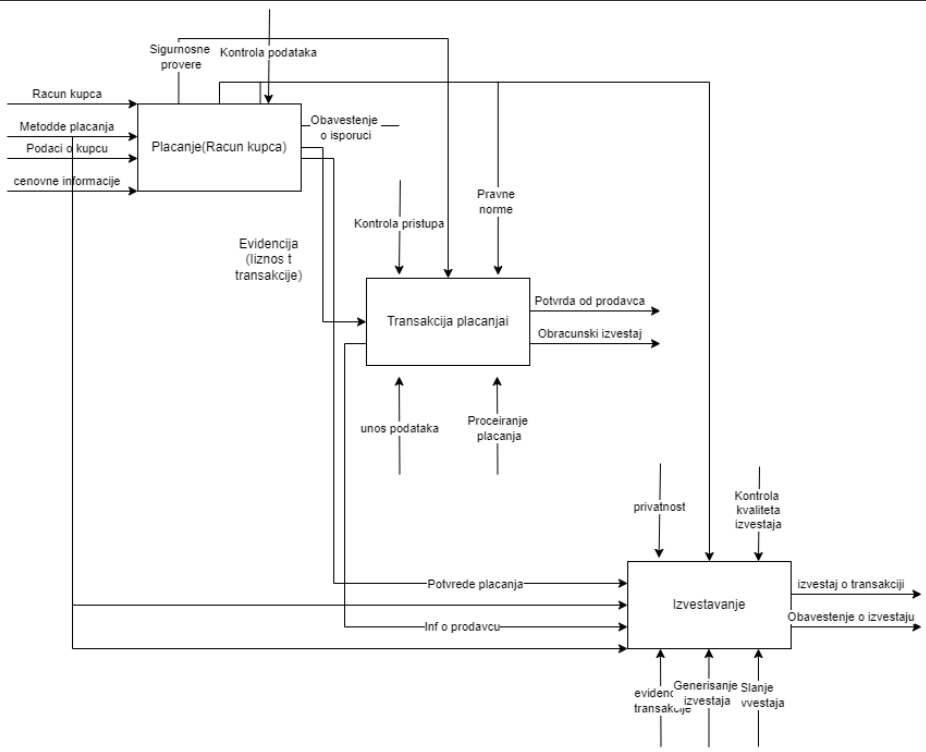 Sigurnosne
provere
Kontrola podataka
Racun kupca
Metodde placanja
Podaci o kupcu
cenovne informacije
Placanje(Racun kupca)
Obavestenje
o isporuci
Pravne
norme
Kontrola pristupa
Evidencija
(Iiznos t
transakcije)
Transakcija placanjai
Potvrda od prodavca
Obracunski izvestaj
unos podataka
Proceiranje
placanja
privatnost
Kontrola
kvaliteta
izvestaja
Potvrede placanja
Izvestavanje
izvestaj o transakciji
Obavestenje o izvestaju
Inf o prodavcu
transakcije
Generisanje
izvestaja
Slanje